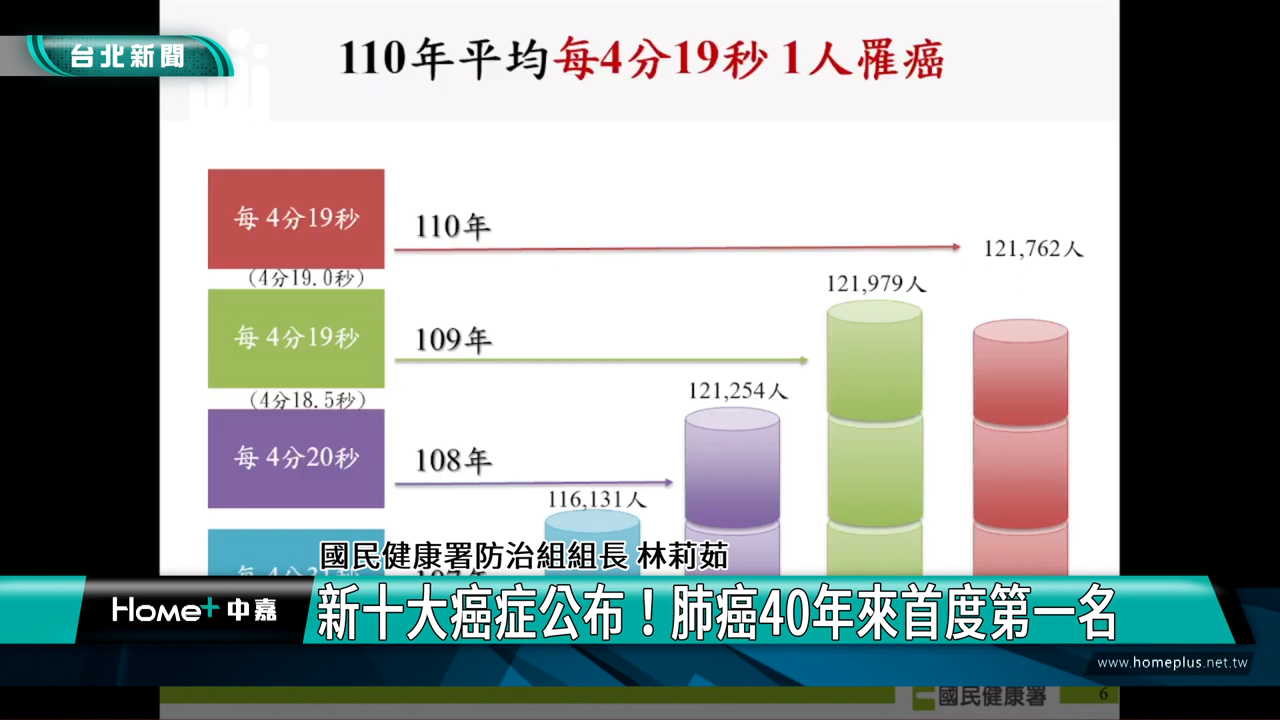 台北新聞
110年平均每4分19秒 1人罹癌
每 4分19秒
110年
121,762人
(4分19.0秒)
121,979人
每 4分19秒
109年
(4分18.5秒)
121,254人
每 4分20秒
108年
116,131人
國民健康署防治組組長 林莉茹
Home+中嘉
新十大癌症公布！肺癌40年來首度第一名
www.homeplus.net.tw
國民健康署
6